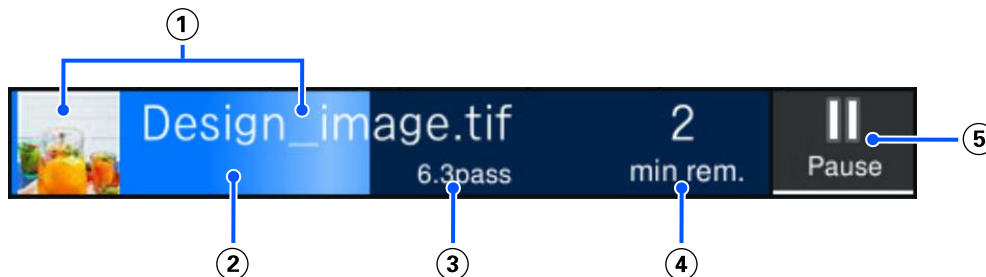 ①
Design_image.tif
2
6.3pass
min rem.
Pause
⑤
②
③
④